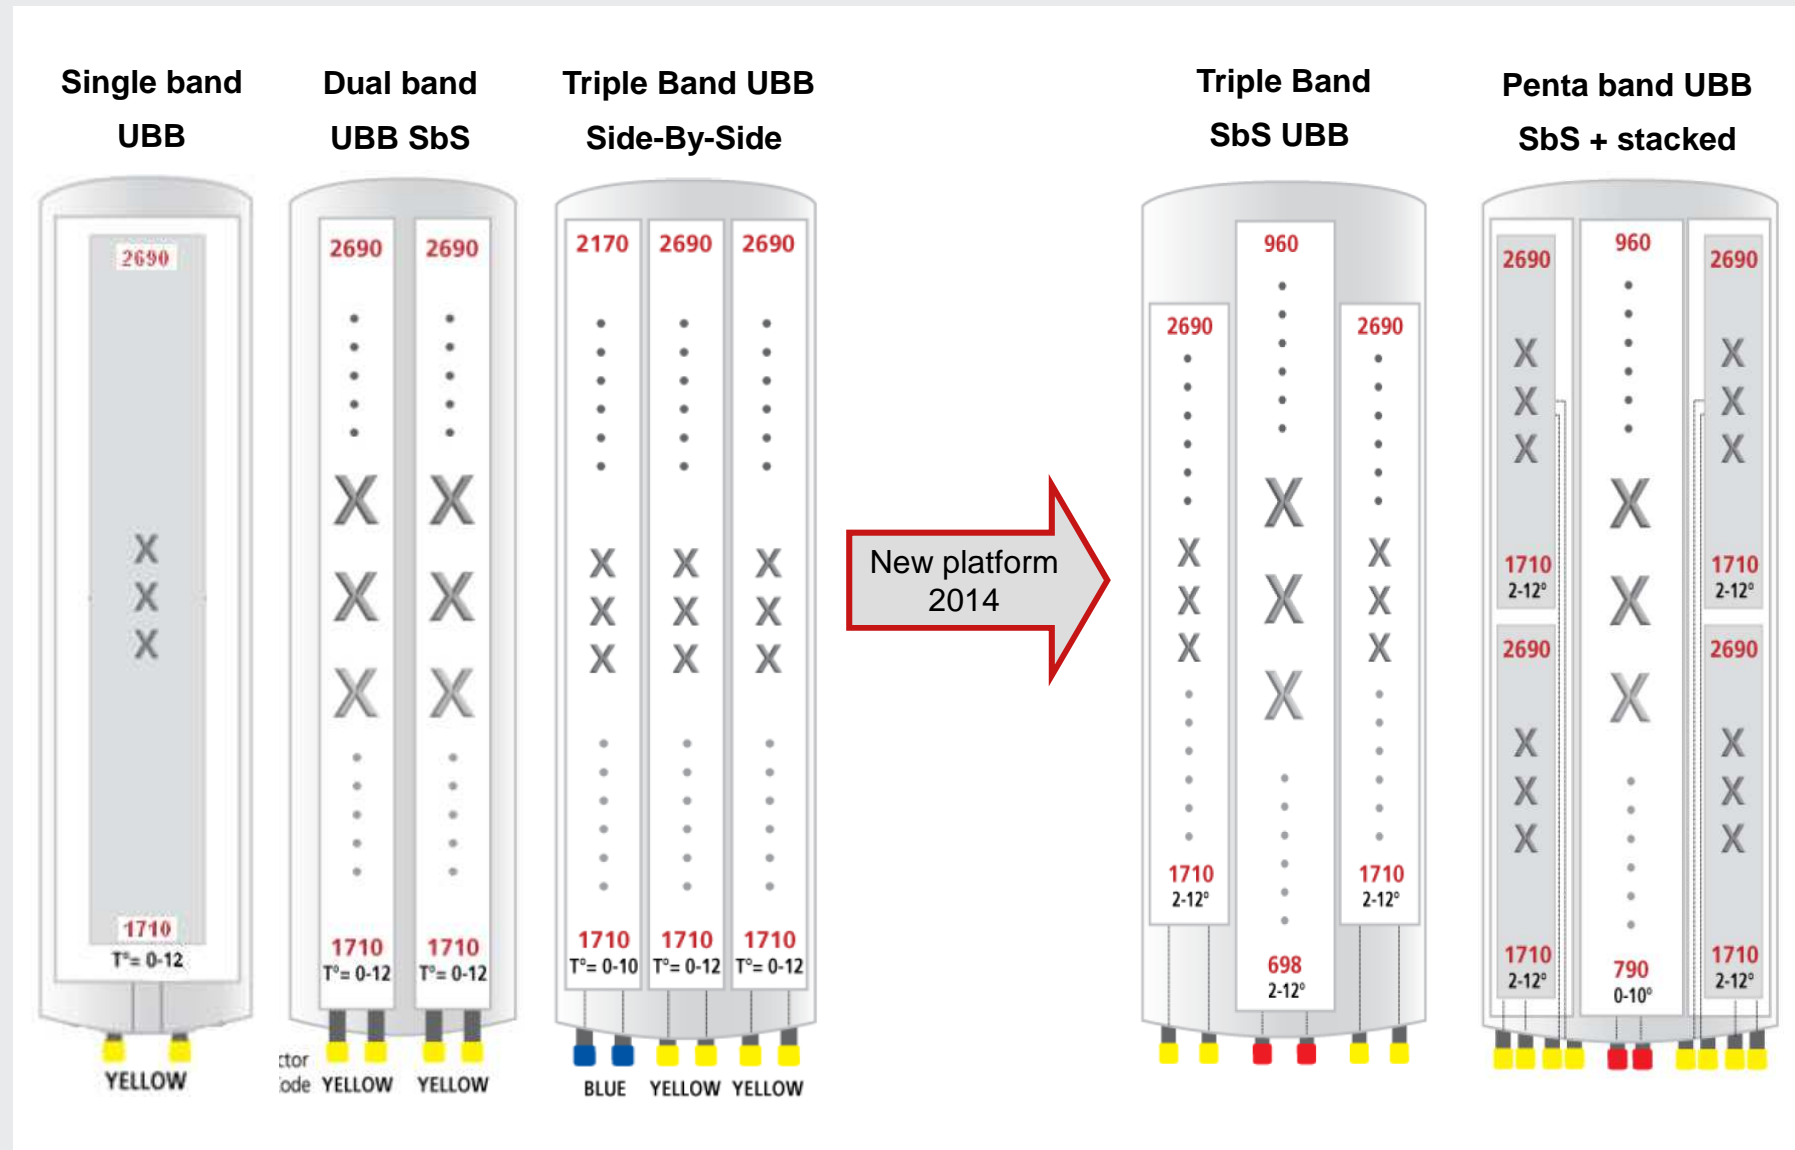 Single band
UBB
2690
1710
T°= 0-12
YELLOW
Dual band
UBB SbS
2690 2690
1710 1710
T°= 0-12 T°= 0-12
ctor
ode YELLOW YELLOW
Triple Band UBB
Side-By-Side
2170 2690 2690
1710 1710 1710
T°= 0-10 T°= 0-12 T°= 0-12
BLUE YELLOW YELLOW
New platform
2014
Triple Band
SbS UBB
960
2690 2690
1710 1710
2-12° 2-12°
698
2-12°
Penta band UBB
SbS + stacked
960
2690 2690
1710 1710
2-12° 2-12°
2690 2690
1710 1710
2-12° 2-12°
790
0-10°